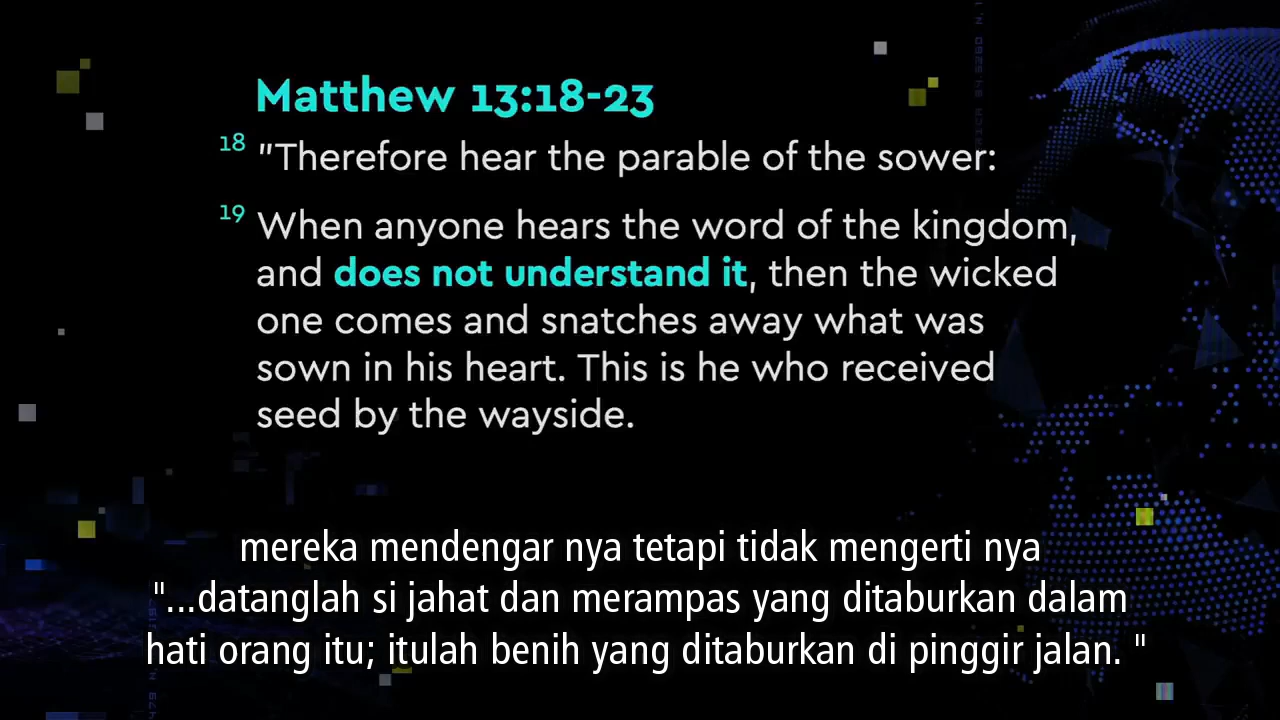 Matthew 13:18-23
18 "Therefore hear the parable of the sower:
19 When anyone hears the word of the kingdom,
and does not understand it, then the wicked
one comes and snatches away what was
sown in his heart. This is he who received
seed by the wayside.
mereka mendengar nya tetapi tidak mengerti nya
"...datanglah si jahat dan merampas yang ditaburkan dalam
hati orang itu; itulah benih yang ditaburkan di pinggir jalan. "